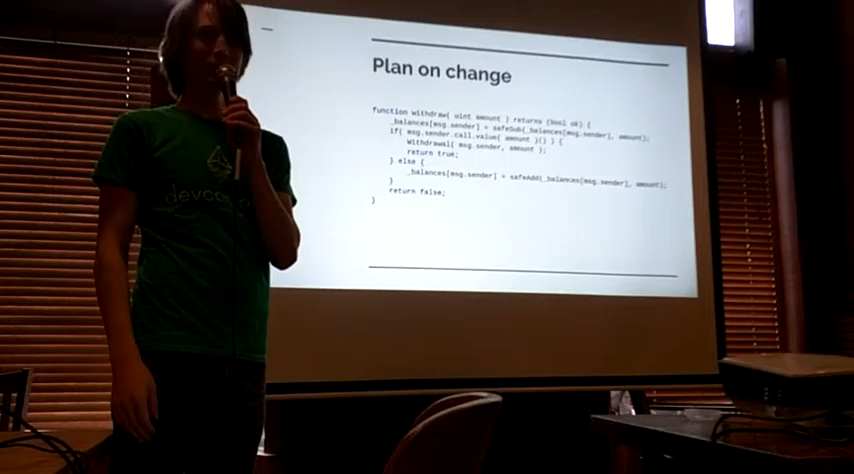 Plan on change
function withdraw( uint amount ) returns (bool ok) {
_balances[msg.sender] = safeSub(_balances[msg.sender], amount);
if( msg.sender.call.value( amount )() ) {
Withdrawal( msg.sender, amount );
return true;
} else {
_balances[msg.sender] = safeAdd(_balances[msg.sender], amount);
}
return false;
}